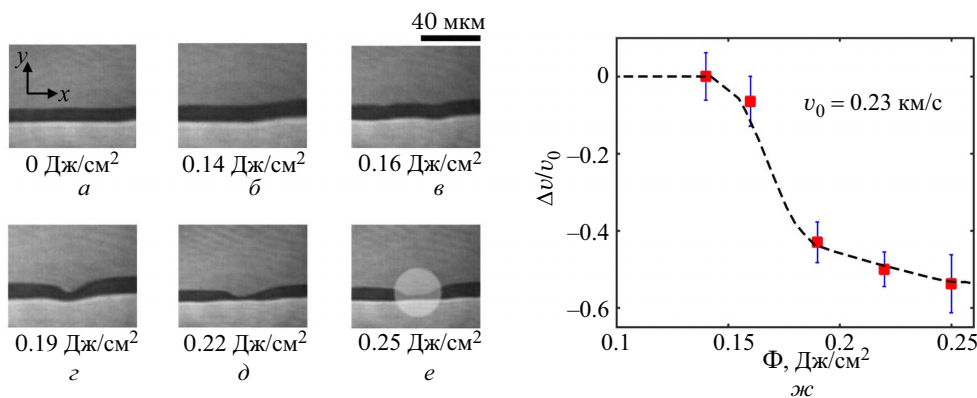 40 мкм
y
x
0 Дж/см²
0.14 Дж/см²
0.16 Дж/см²
а
б
в
0.19 Дж/см²
0.22 Дж/см²
0.25 Дж/см²
г
д
е
0
−0.2
−0.4
−0.6
Δv/v₀
v₀ = 0.23 км/с
0.1
0.15
0.2
0.25
Φ, Дж/см²
ж